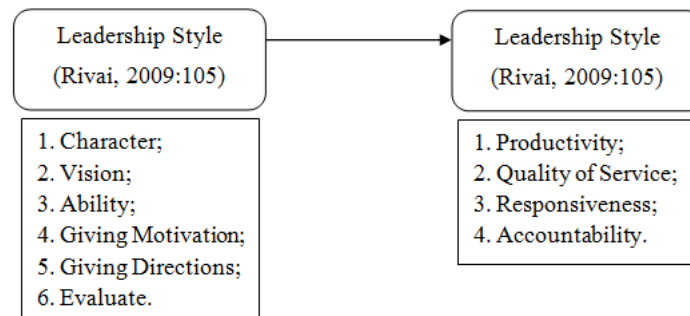 Leadership Style
(Rivai, 2009:105)
1. Character;
2. Vision;
3. Ability;
4. Giving Motivation;
5. Giving Directions;
6. Evaluate.
Leadership Style
(Rivai, 2009:105)
1. Productivity;
2. Quality of Service;
3. Responsiveness;
4. Accountability.